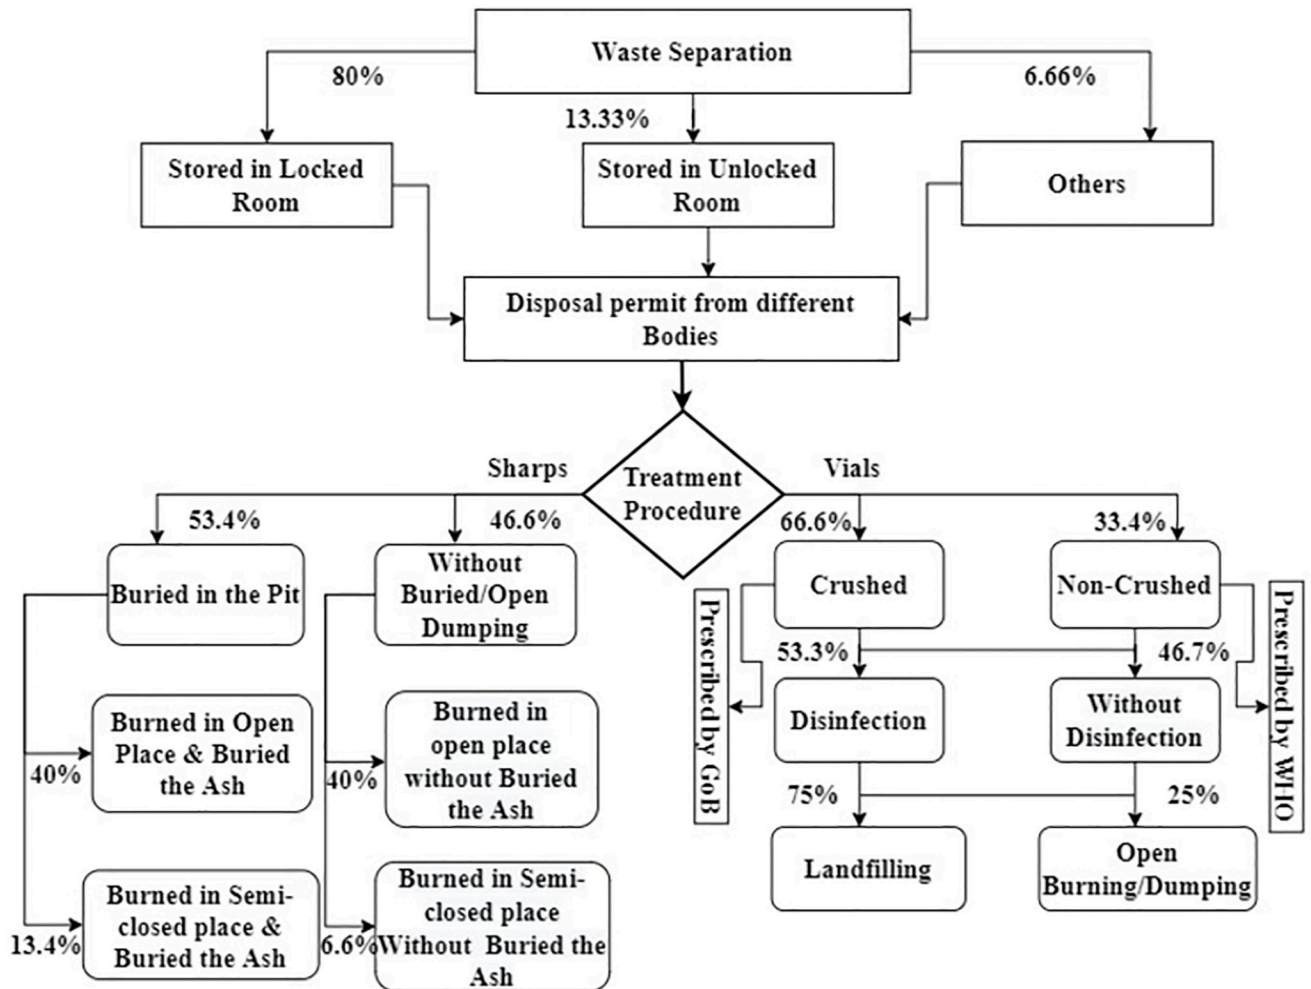 Waste Separation
80%
13.33%
6.66%
Stored in Locked
Room
Stored in Unlocked
Room
Others
Disposal permit from different
Bodies
Treatment
Procedure
Sharps
Vials
53.4%
46.6%
66.6%
33.4%
Buried in the Pit
Without
Buried/Open
Dumping
Crushed
Non-Crushed
Prescribed by GoB
Prescribed by WHO
53.3%
46.7%
Burned in Open
Place & Buried
the Ash
40%
Burned in
open place
without Buried
the Ash
40%
Disinfection
Without
Disinfection
75%
25%
Burned in Semi-
closed place &
Buried the Ash
13.4%
Burned in Semi-
closed place
Without Buried the
Ash
6.6%
Landfilling
Open
Burning/Dumping